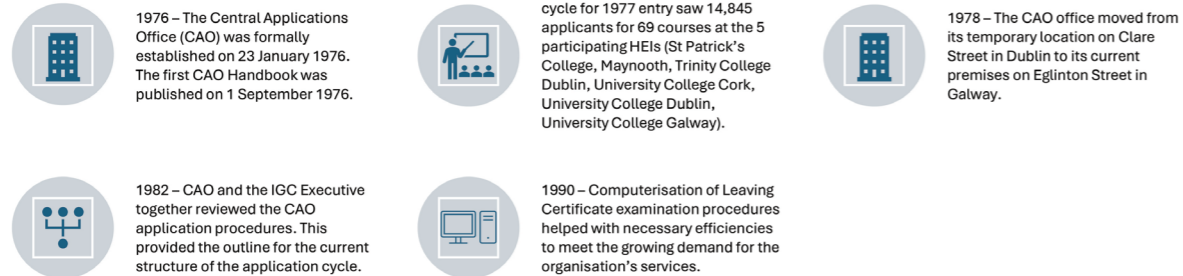 1976 – The Central Applications
Office (CAO) was formally
established on 23 January 1976.
The first CAO Handbook was
published on 1 September 1976.
cycle for 1977 entry saw 14,845
applicants for 69 courses at the 5
participating HEIs (St Patrick's
College, Maynooth, Trinity College
Dublin, University College Cork,
University College Dublin,
University College Galway).
1978 – The CAO office moved from
its temporary location on Clare
Street in Dublin to its current
premises on Eglinton Street in
Galway.
1982 – CAO and the IGC Executive
together reviewed the CAO
application procedures. This
provided the outline for the current
structure of the application cycle.
1990 – Computerisation of Leaving
Certificate examination procedures
helped with necessary efficiencies
to meet the growing demand for the
organisation's services.